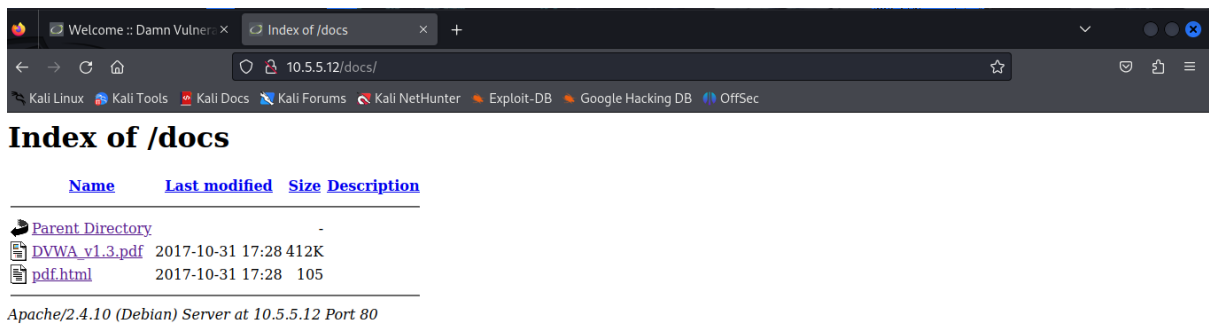 Welcome :: Damn Vulnera
Index of /docs
10.5.5.12/docs/
Kali Linux Kali Tools Kali Docs Kali Forums Kali NetHunter Exploit-DB Google Hacking DB OffSec
Index of /docs
Name Last modified Size Description
Parent Directory -
DVWA_v1.3.pdf 2017-10-31 17:28 412K
pdf.html 2017-10-31 17:28 105
Apache/2.4.10 (Debian) Server at 10.5.5.12 Port 80